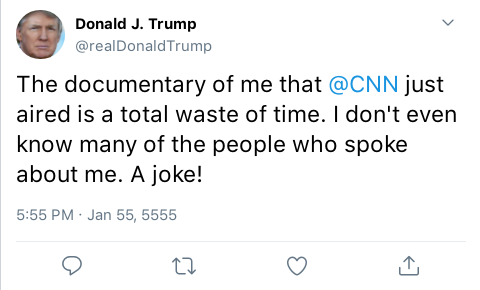 Donald J. Trump
@realDonaldTrump
The documentary of me that @CNN just
aired is a total waste of time. I don't even
know many of the people who spoke
about me. A joke!
5:55 PM · Jan 55, 5555